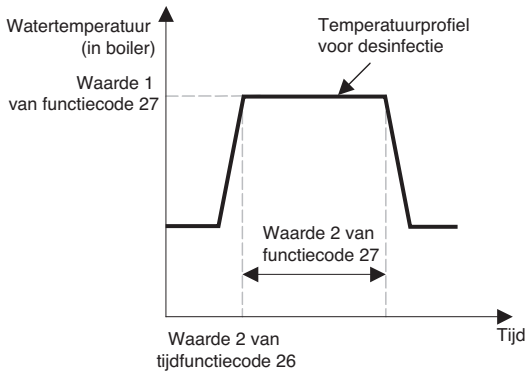 Watertemperatuur
(in boiler)
Temperatuurprofiel
voor desinfectie
Waarde 1
van functiecode 27
Waarde 2 van
functiecode 27
Waarde 2 van
tijdfunctiecode 26
Tijd